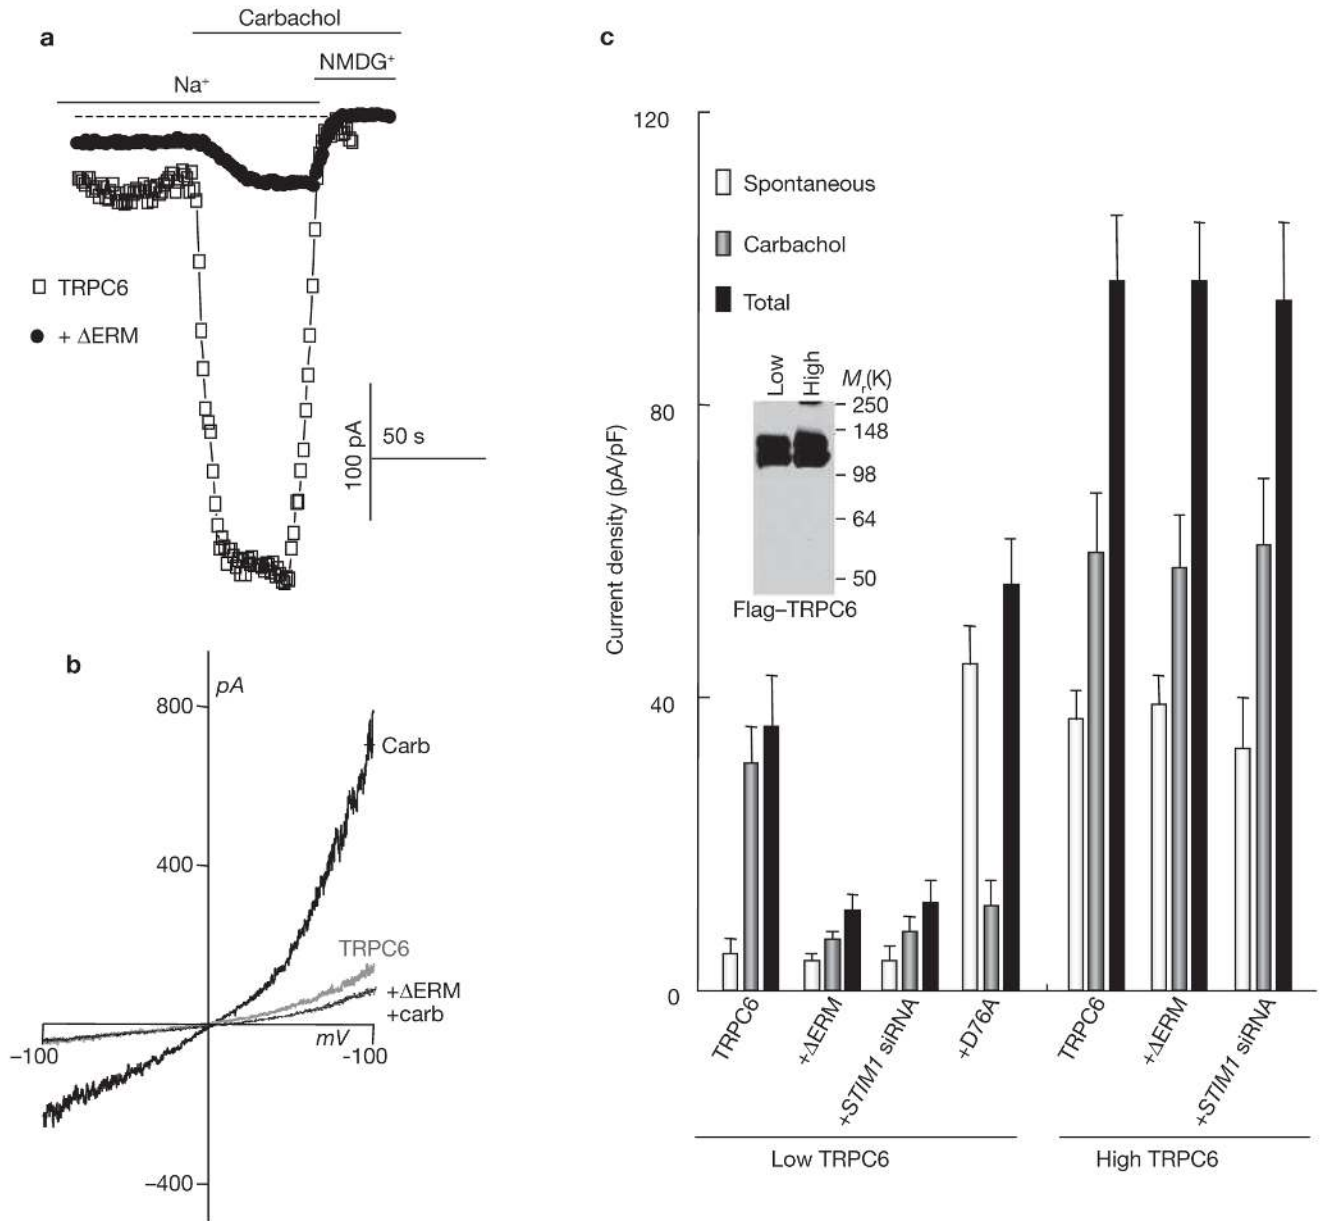 a
Carbachol
NMDG+
Na+
TRPC6
+ ΔERM
100 pA
50 s
b
pA
800
400
−400
Carb
TRPC6
+ΔERM
+carb
mV
−100
−100
c
Current density (pA/pF)
120
80
40
0
Spontaneous
Carbachol
Total
Low
High
Mr(K)
250
148
98
64
50
Flag–TRPC6
TRPC6
+ΔERM
+STIM1 siRNA
+D76A
TRPC6
+ΔERM
+STIM1 siRNA
Low TRPC6
High TRPC6